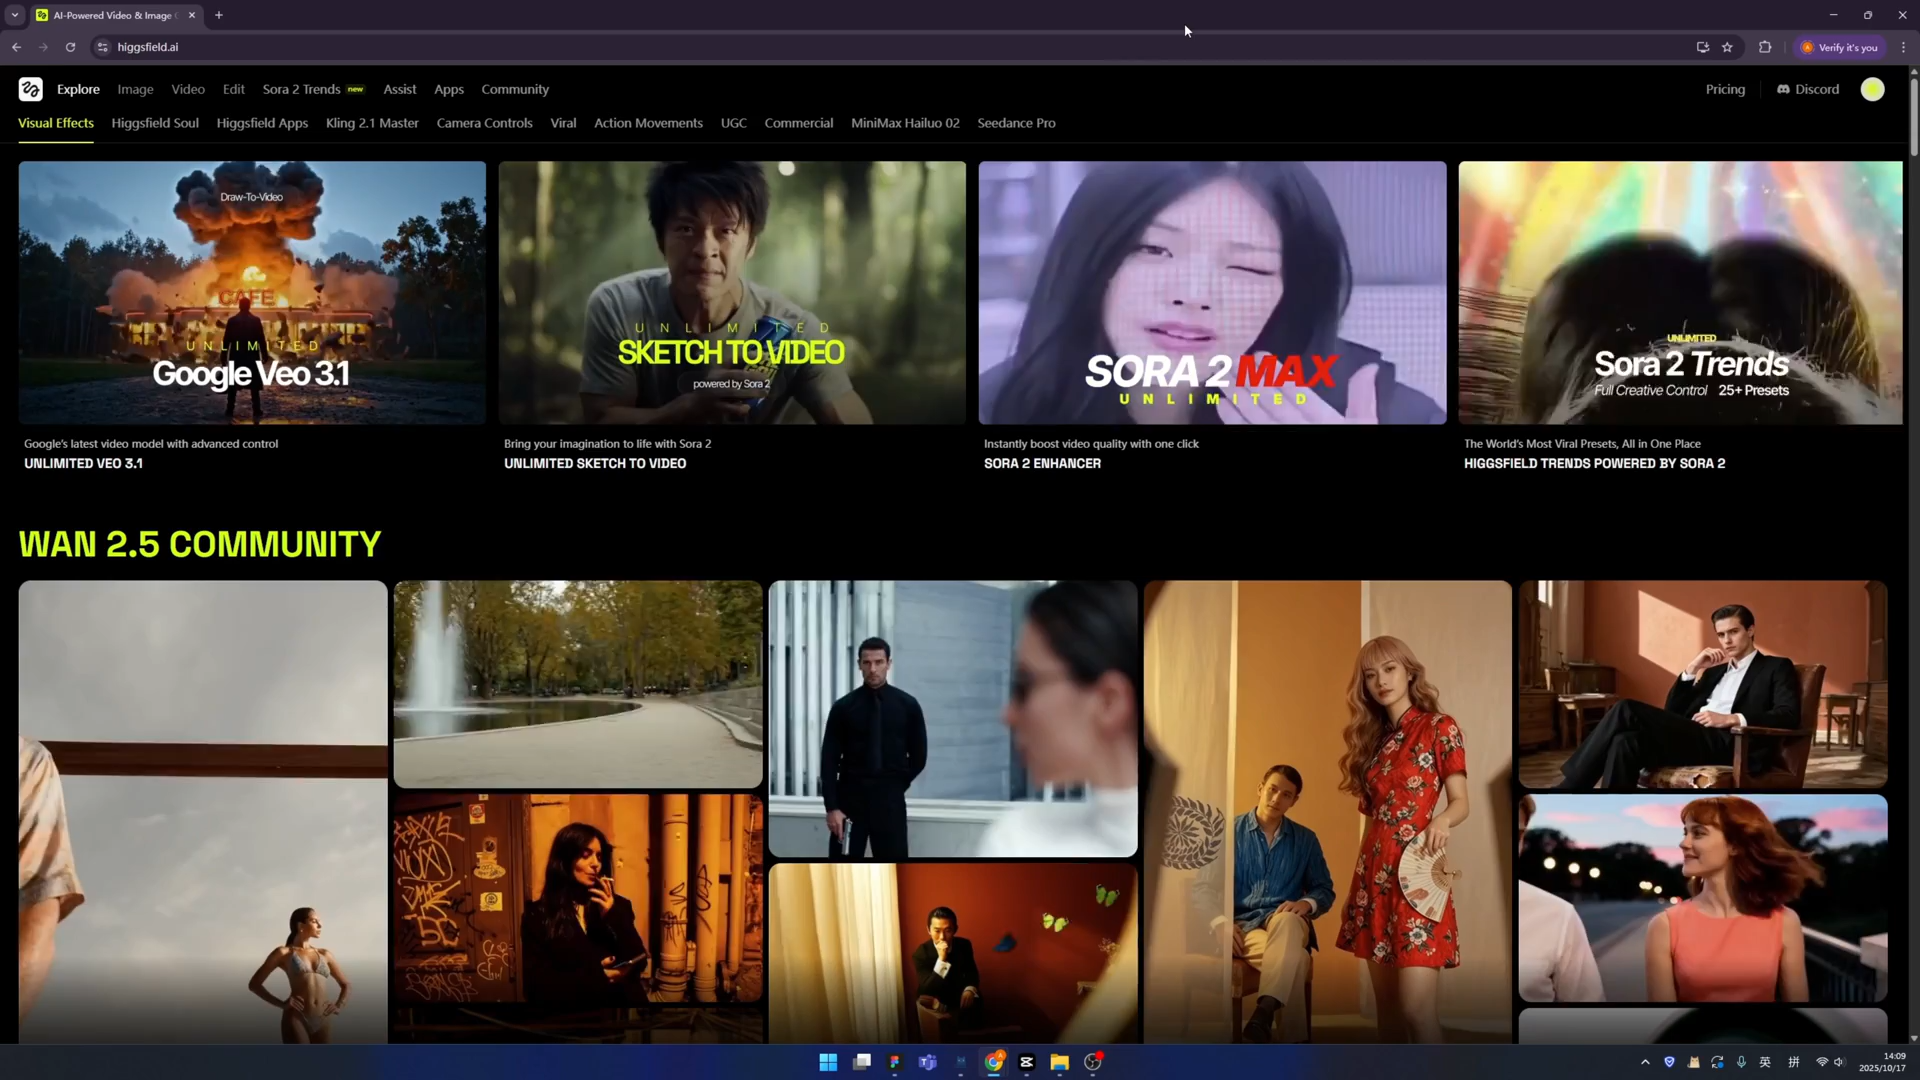 AI-Powered Video & Image
higgsfield.ai
Verify it's you
Explore
Image
Video
Edit
Sora 2 Trends new
Assist
Apps
Community
Pricing
Discord
Visual Effects
Higgsfield Soul
Higgsfield Apps
Kling 2.1 Master
Camera Controls
Viral
Action Movements
UGC
Commercial
MiniMax Hailuo 02
Seedance Pro
Draw-To-Video
CAFE
UNLIMITED
Google Veo 3.1
UNLIMITED
SKETCH TO VIDEO
powered by Sora 2
SORA 2 MAX
UNLIMITED
UNLIMITED
Sora 2 Trends
Full Creative Control 25+ Presets
Google's latest video model with advanced control
UNLIMITED VEO 3.1
Bring your imagination to life with Sora 2
UNLIMITED SKETCH TO VIDEO
Instantly boost video quality with one click
SORA 2 ENHANCER
The World's Most Viral Presets, All in One Place
HIGGSFIELD TRENDS POWERED BY SORA 2
WAN 2.5 COMMUNITY
英
拼
14:09
2025/10/17